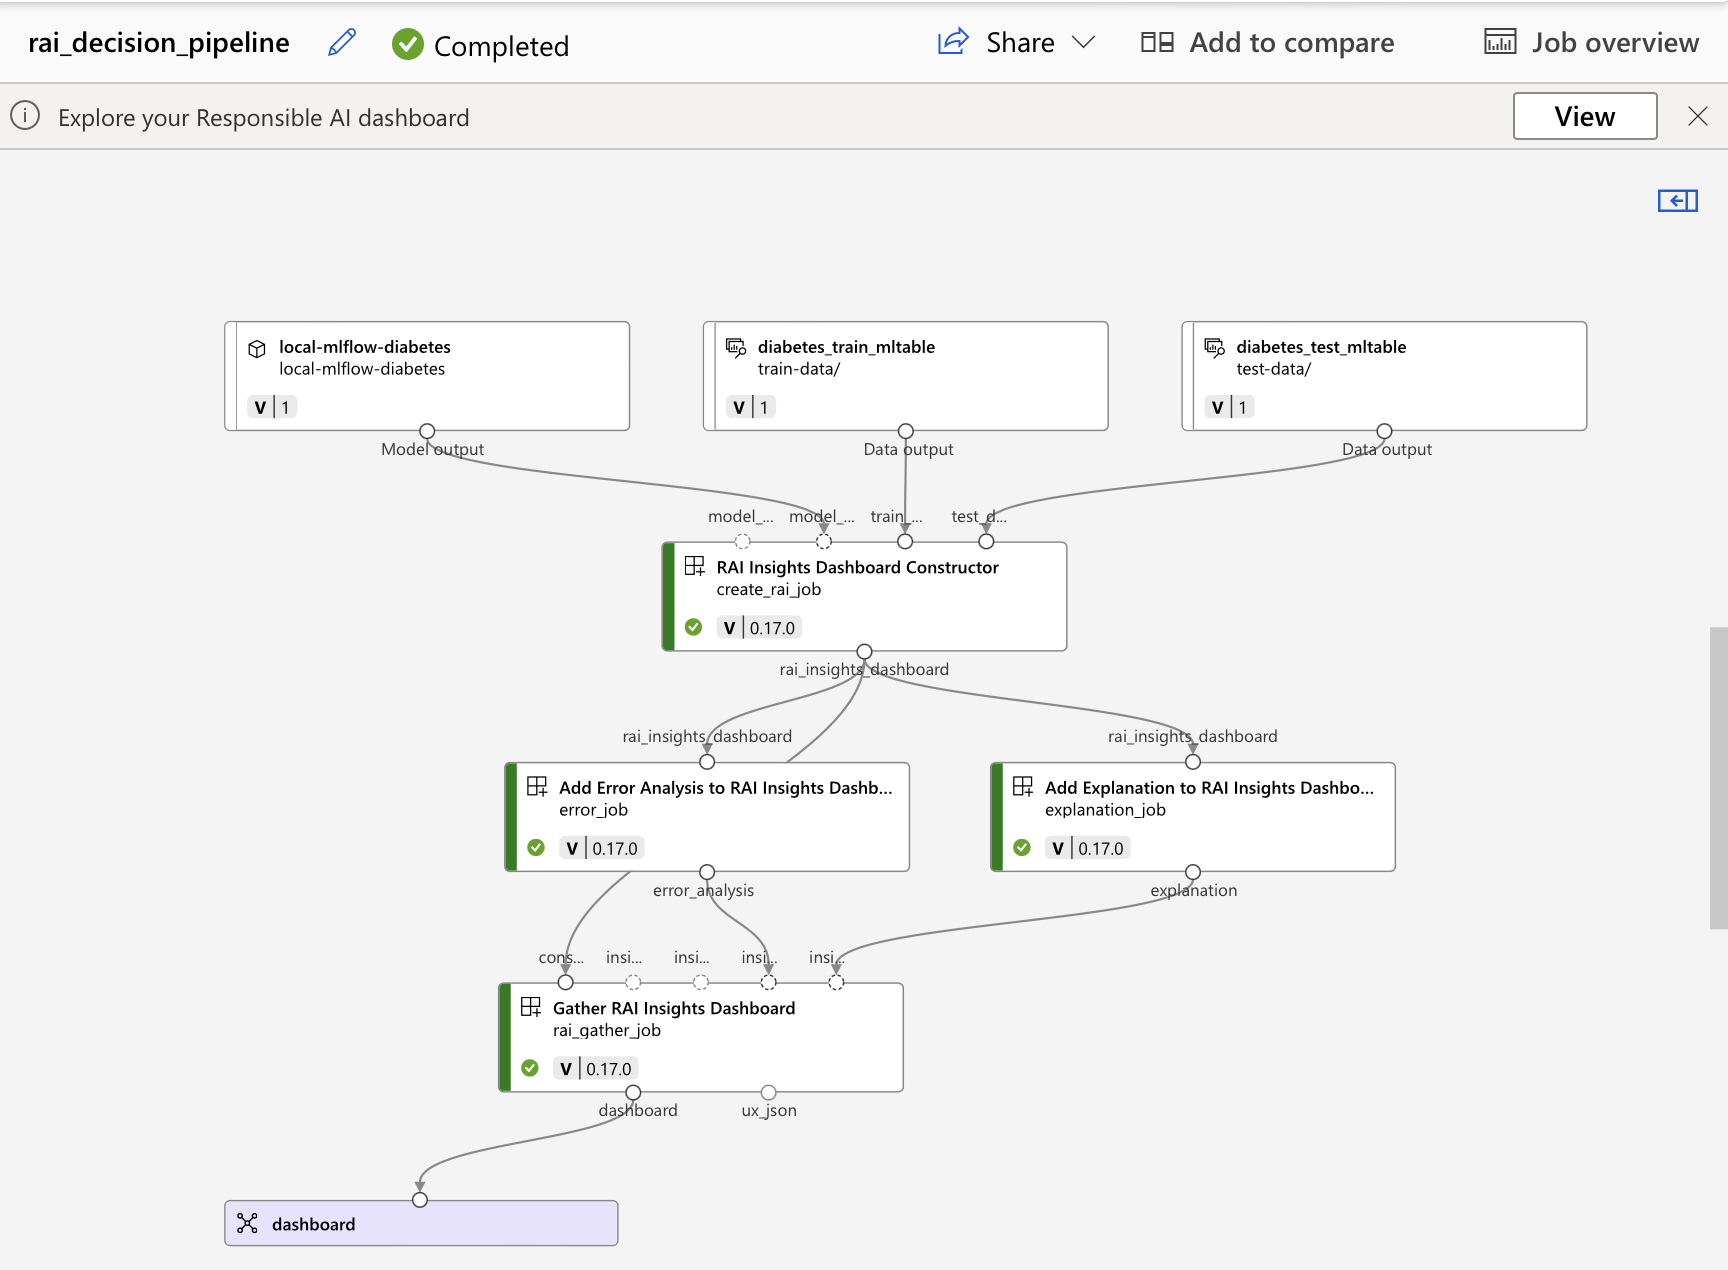 rai_decision_pipeline
Completed
Share
Add to compare
Job overview
Explore your Responsible AI dashboard
View
local-mlflow-diabetes
local-mlflow-diabetes
V 1
Model output
diabetes_train_mltable
train-data/
V 1
Data output
diabetes_test_mltable
test-data/
V 1
Data output
model_...
model_...
train_...
test_d...
RAI Insights Dashboard Constructor
create_rai_job
V 0.17.0
rai_insights_dashboard
rai_insights_dashboard
Add Error Analysis to RAI Insights Dashb...
error_job
V 0.17.0
error_analysis
rai_insights_dashboard
Add Explanation to RAI Insights Dashbo...
explanation_job
V 0.17.0
explanation
cons...
insi...
insi...
insi...
insi...
Gather RAI Insights Dashboard
rai_gather_job
V 0.17.0
dashboard
ux_json
dashboard